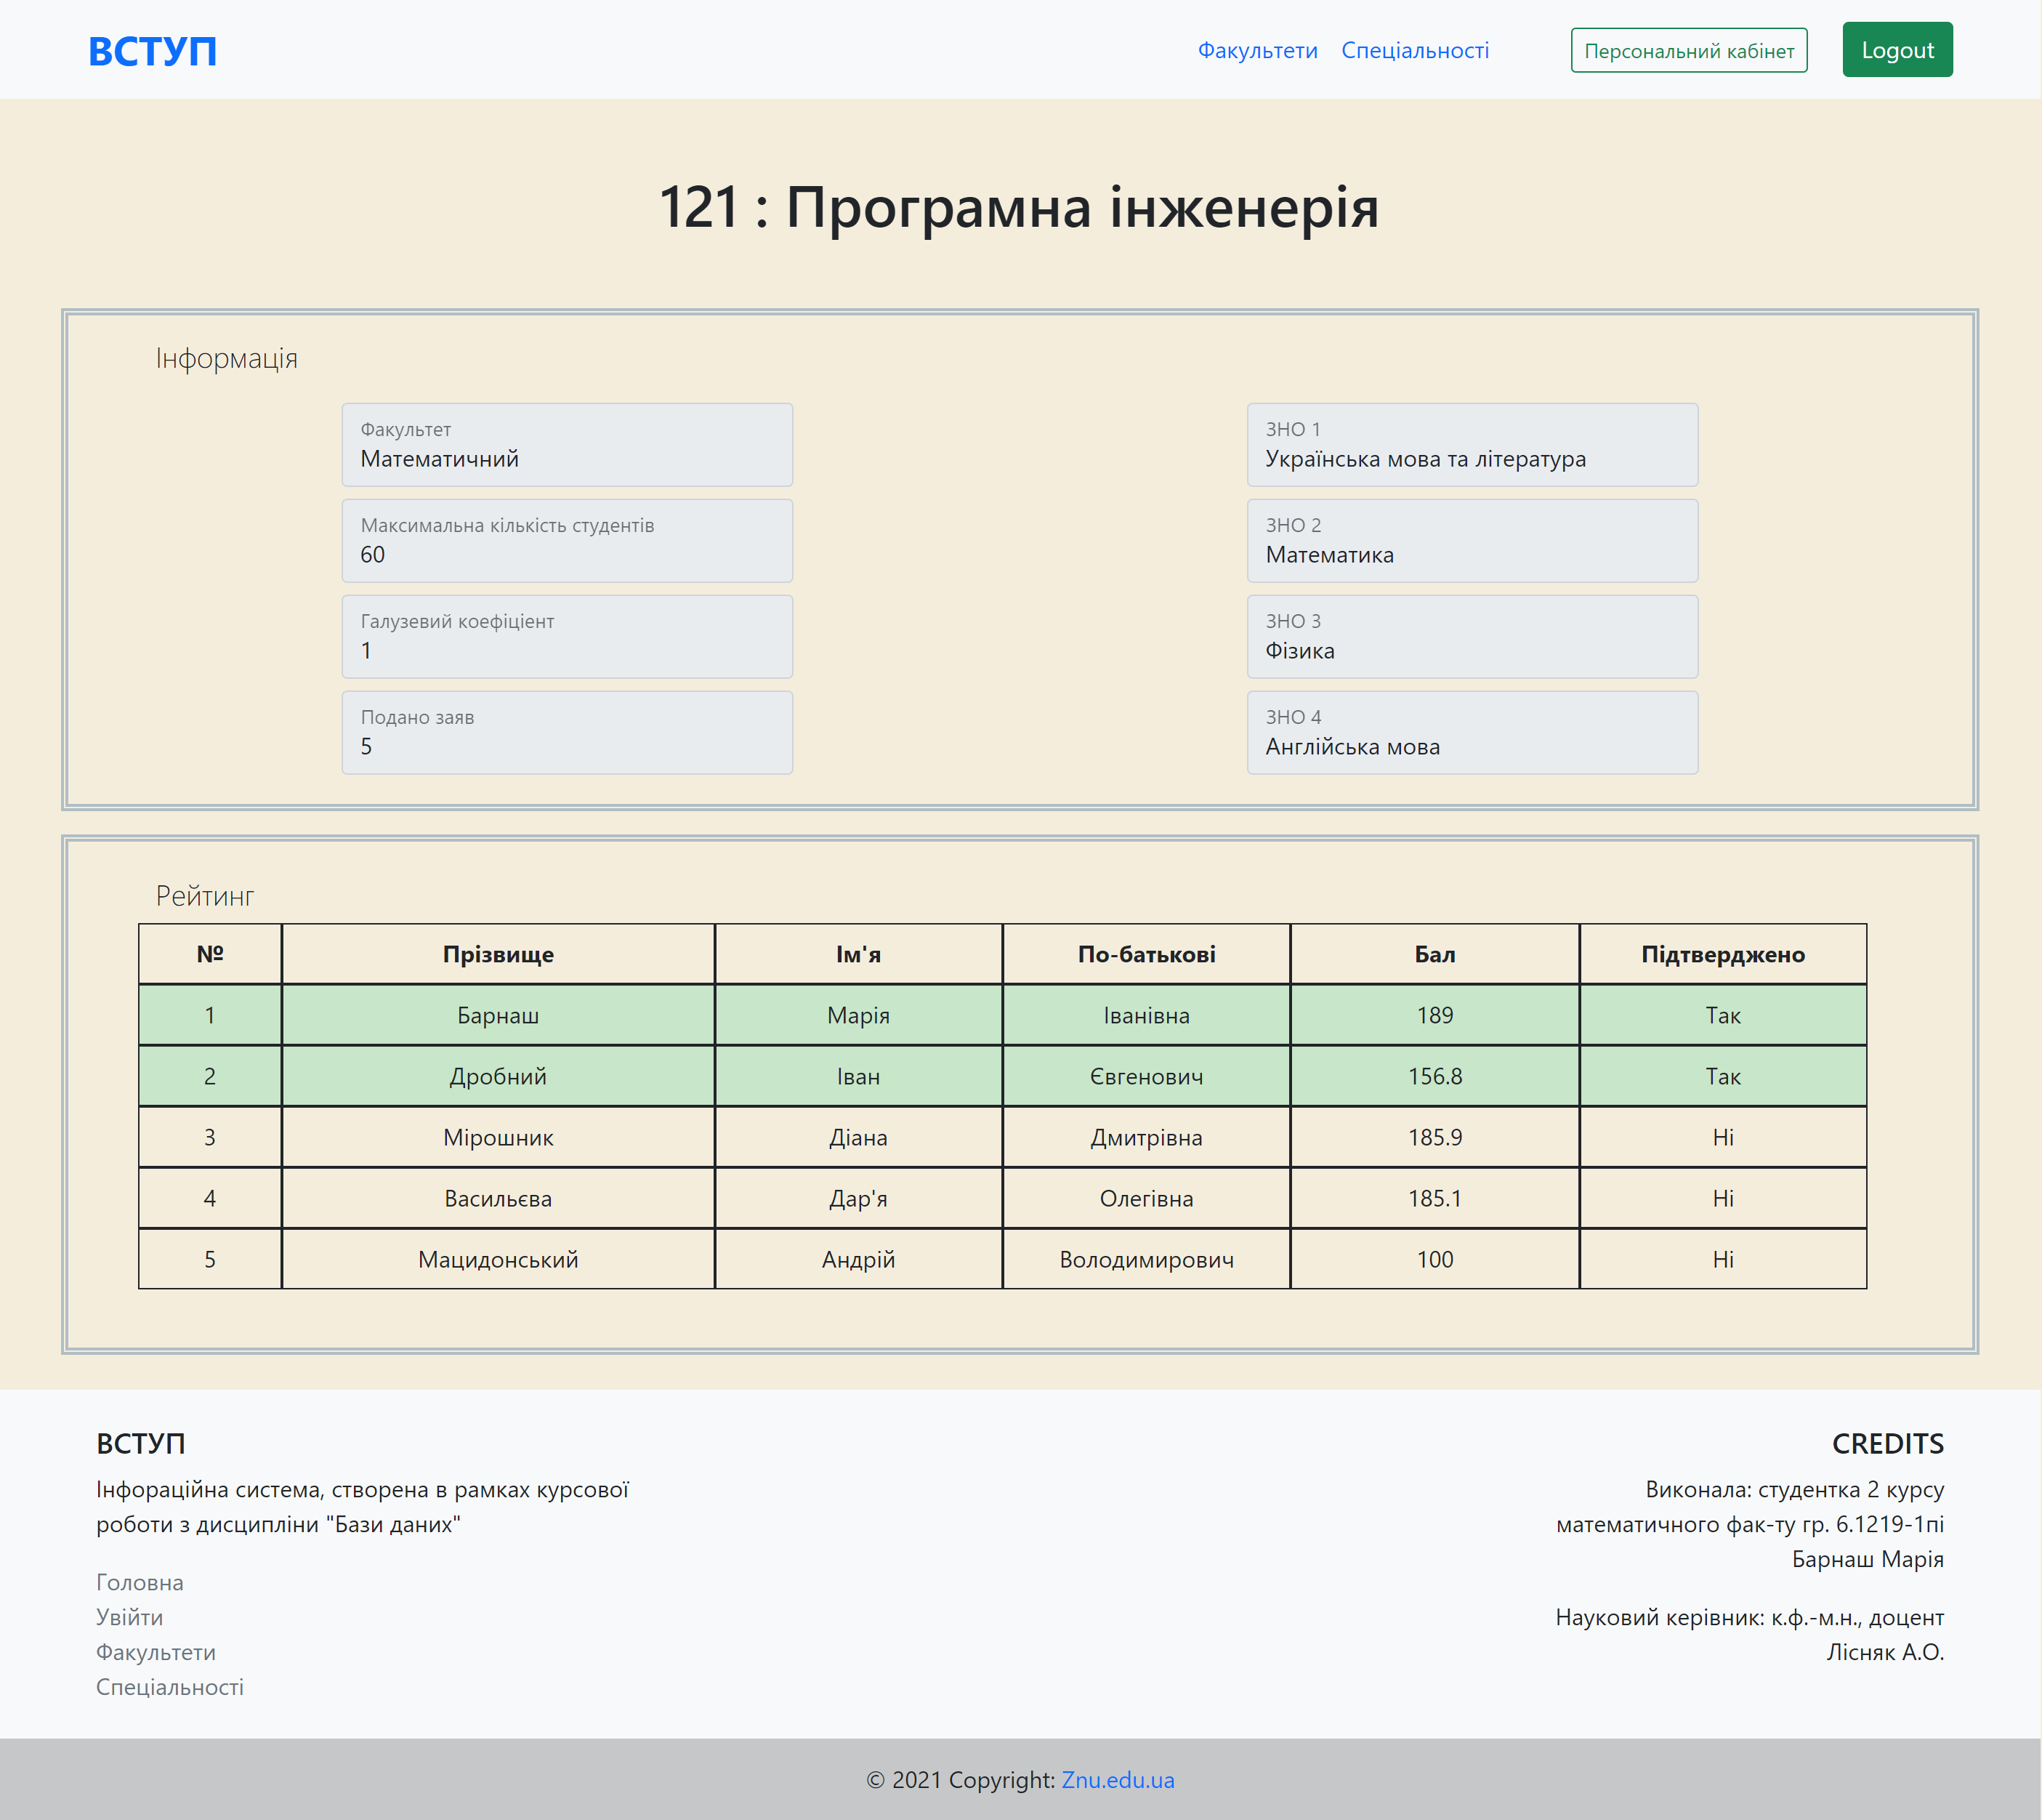 ВСТУП
Факультети Спеціальності Персональний кабінет Logout
121 : Програмна інженерія
Інформація
Факультет
Математичний
Максимальна кількість студентів
60
Галузевий коефіцієнт
1
Подано заяв
5
ЗНО 1
Українська мова та література
ЗНО 2
Математика
ЗНО 3
Фізика
ЗНО 4
Англійська мова
Рейтинг
№ Прізвище Ім'я По-батькові Бал Підтверджено
1 Барнаш Марія Іванівна 189 Так
2 Дробний Іван Євгенович 156.8 Так
3 Мірошник Діана Дмитрівна 185.9 Ні
4 Васильєва Дар'я Олегівна 185.1 Ні
5 Мацидонський Андрій Володимирович 100 Ні
ВСТУП
Інфораційна система, створена в рамках курсової
роботи з дисципліни "Бази даних"
Головна
Увійти
Факультети
Спеціальності
CREDITS
Виконала: студентка 2 курсу
математичного фак-ту гр. 6.1219-1пі
Барнаш Марія
Науковий керівник: к.ф.-м.н., доцент
Лісняк А.О.
© 2021 Copyright: Znu.edu.ua